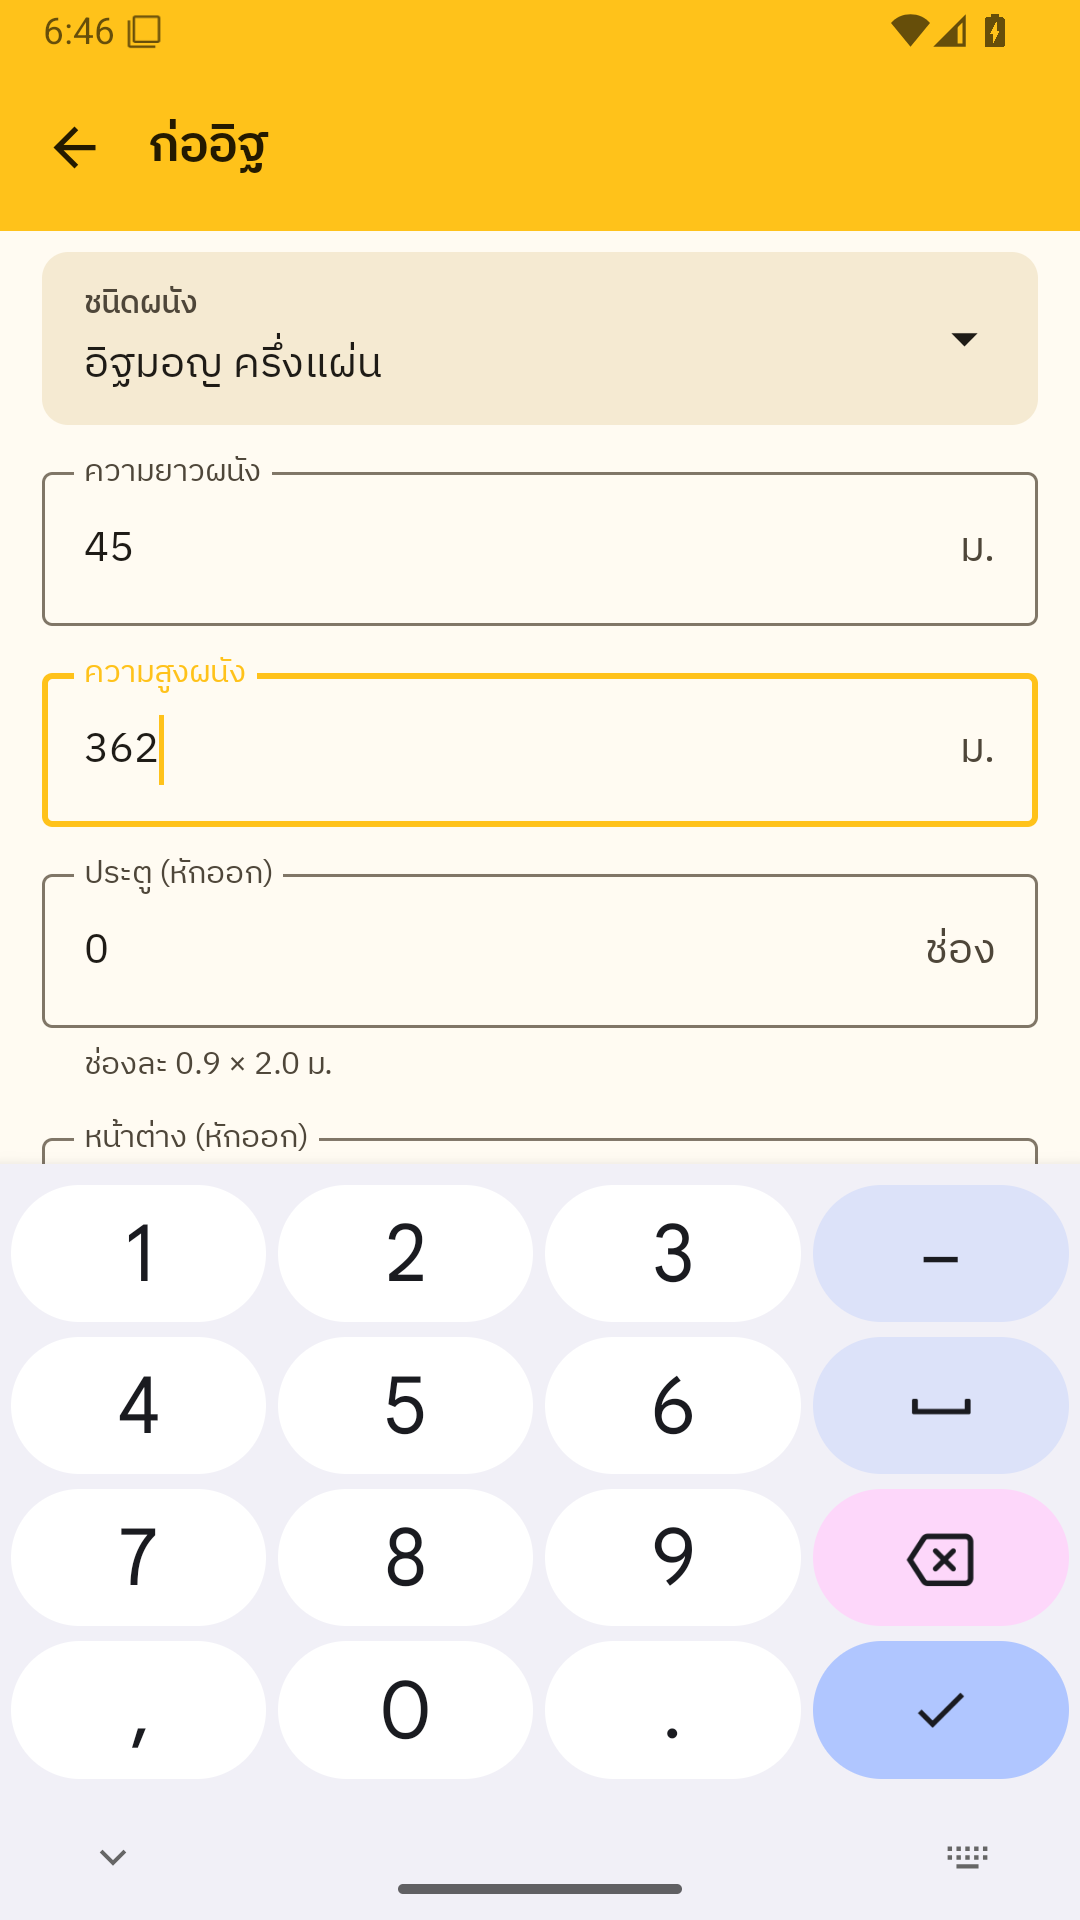 6:46
ก่ออิฐ
ชนิดผนัง
อิฐมอญ ครึ่งแผ่น
ความยาวผนัง
45 ม.
ความสูงผนัง
362 ม.
ประตู (หักออก)
0 ช่อง
ช่องละ 0.9 × 2.0 ม.
หน้าต่าง (หักออก)
1 2 3 –
4 5 6
7 8 9
, 0 .